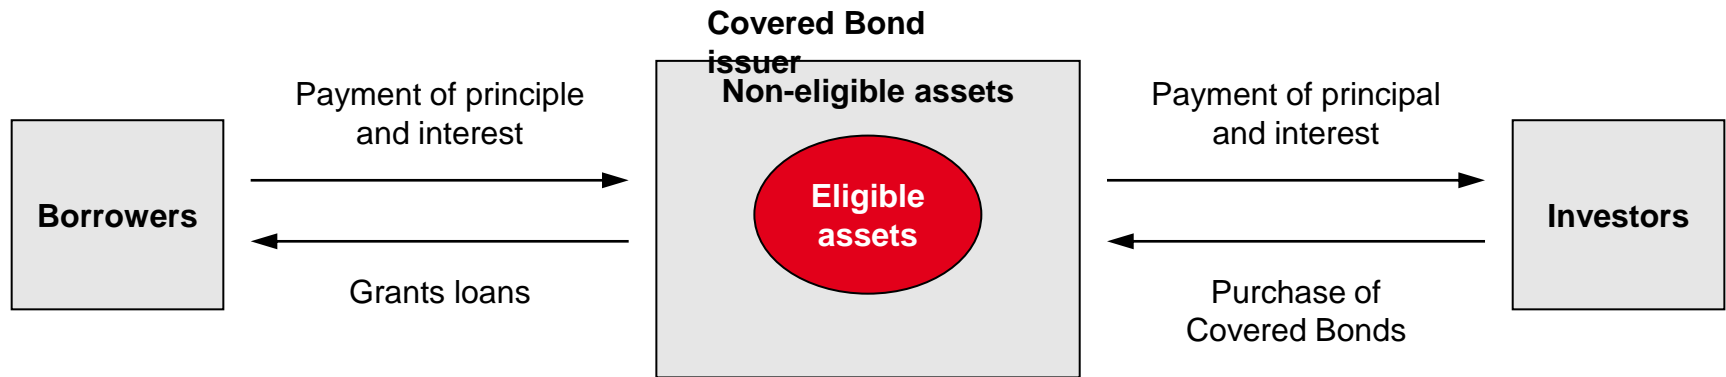 Covered Bond
issuer
Non-eligible assets
Payment of principle
and interest
Payment of principal
and interest
Borrowers
Eligible
assets
Investors
Grants loans
Purchase of
Covered Bonds